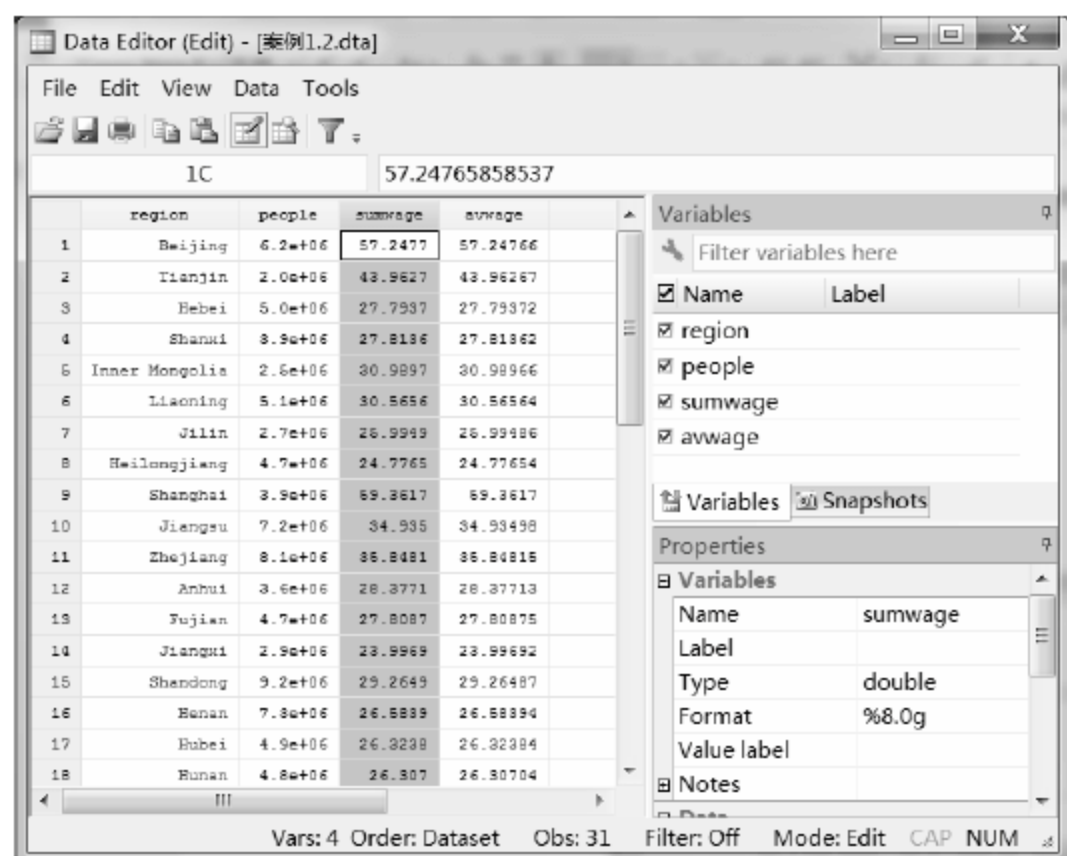 Data Editor (Edit) - [案例1.2.dta]
File Edit View Data Tools
1C 57.24765858537
region people sumwage avwage
1 Beijing 6.2e+06 57.2477 57.24766
2 Tianjin 2.0e+06 43.9627 43.96267
3 Hebei 5.0e+06 27.7937 27.79372
4 Shanxi 3.9e+06 27.8136 27.81362
5 Inner Mongolia 2.5e+06 30.9897 30.98966
6 Liaoning 5.1e+06 30.5656 30.56564
7 Jilin 2.7e+06 25.9949 25.99486
8 Heilongjiang 4.7e+06 24.7765 24.77654
9 Shanghai 3.9e+06 59.3617 59.3617
10 Jiangsu 7.2e+06 34.935 34.93498
11 Zhejiang 8.1e+06 35.8481 35.84815
12 Anhui 3.6e+06 28.3771 28.37713
13 Fujian 4.7e+06 27.8087 27.80875
14 Jiangxi 2.9e+06 23.9969 23.99692
15 Shandong 9.2e+06 29.2649 29.26487
16 Henan 26.5839 26.58394
17 Hubei 4.9e+06 26.3238 26.32384
18 Hunan 4.8e+06 26.307 26.30704
Variables
Filter variables here
Name Label
region
people
sumwage
avwage
Variables Snapshots
Properties
Variables
Name sumwage
Label
Type double
Format %8.0g
Value label
Notes
Data
Vars: 4 Order: Dataset Obs: 31 Filter: Off Mode: Edit CAP NUM